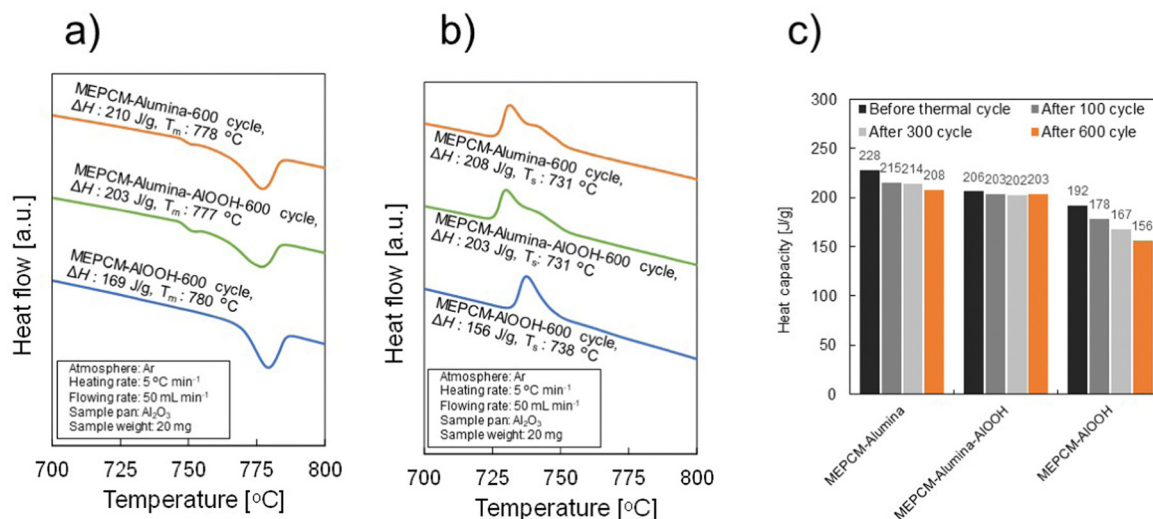 a)
MEPCM-Alumina-600 cycle,
ΔH : 210 J/g, Tm : 778 °C
MEPCM-Alumina-AlOOH-600 cycle,
ΔH : 203 J/g, Tm : 777 °C
MEPCM-AlOOH-600 cycle,
ΔH : 169 J/g, Tm : 780 °C
Atmosphere: Ar
Heating rate: 5 °C min⁻¹
Flowing rate: 50 mL min⁻¹
Sample pan: Al₂O₃
Sample weight: 20 mg
Heat flow [a.u.]
700 725 750 775 800
Temperature [°C]
b)
MEPCM-Alumina-600 cycle,
ΔH : 208 J/g, Ts : 731 °C
MEPCM-Alumina-AlOOH-600 cycle,
ΔH : 203 J/g, Ts : 731 °C
MEPCM-AlOOH-600 cycle,
ΔH : 156 J/g, Ts : 738 °C
Atmosphere: Ar
Heating rate: 5 °C min⁻¹
Flowing rate: 50 mL min⁻¹
Sample pan: Al₂O₃
Sample weight: 20 mg
Heat flow [a.u.]
700 725 750 775 800
Temperature [°C]
c)
Before thermal cycle After 100 cycle
After 300 cycle After 600 cyle
300
250
200
150
100
50
0
Heat capacity [J/g]
228 215 214 208
206 203 202 203
192 178 167 156
MEPCM-Alumina
MEPCM-Alumina-AlOOH
MEPCM-AlOOH